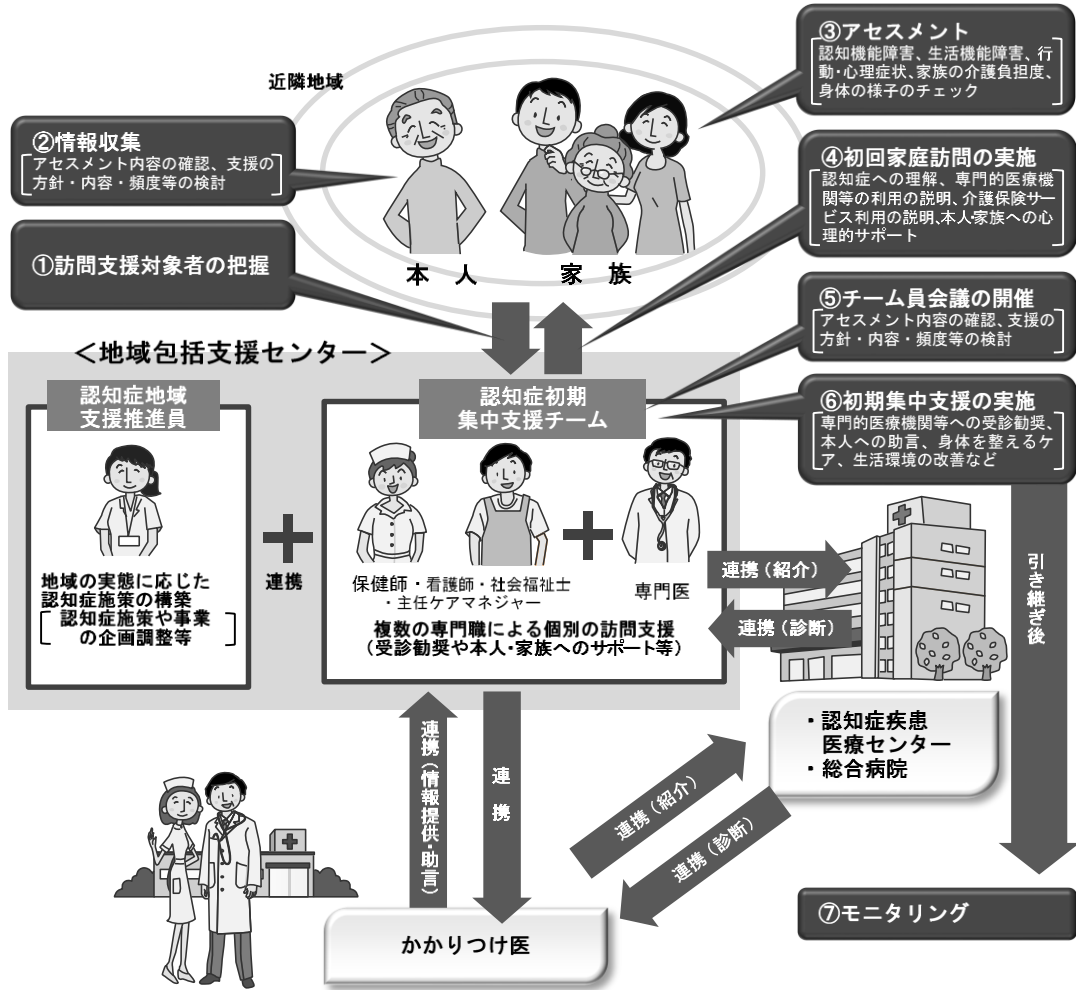 ③アセスメント
認知機能障害、生活機能障害、行
動・心理症状、家族の介護負担度、
身体の様子のチェック
近隣地域
②情報収集
アセスメント内容の確認、支援の
方針・内容・頻度等の検討
④初回家庭訪問の実施
認知症への理解、専門的医療機
関等の利用の説明、介護保険サー
ビス利用の説明、本人・家族への心
理的サポート
①訪問支援対象者の把握
本 人
家 族
⑤チーム員会議の開催
アセスメント内容の確認、支援の
方針・内容・頻度等の検討
＜地域包括支援センター＞
認知症地域
支援推進員
認知症初期
集中支援チーム
⑥初期集中支援の実施
専門的医療機関等への受診勧奨、
本人への助言、身体を整えるケ
ア、生活環境の改善など
地域の実態に応じた
認知症施策の構築
認知症施策や事業
の企画調整等
連携
保健師・看護師・社会福祉士
・主任ケアマネジャー
専門医
複数の専門職による個別の訪問支援
（受診勧奨や本人・家族へのサポート等）
連携（紹介）
連携（診断）
引き継ぎ後
・認知症疾患
医療センター
・総合病院
連携（情報提供・助言）
連 携
連携（紹介）
連携（診断）
かかりつけ医
⑦モニタリング